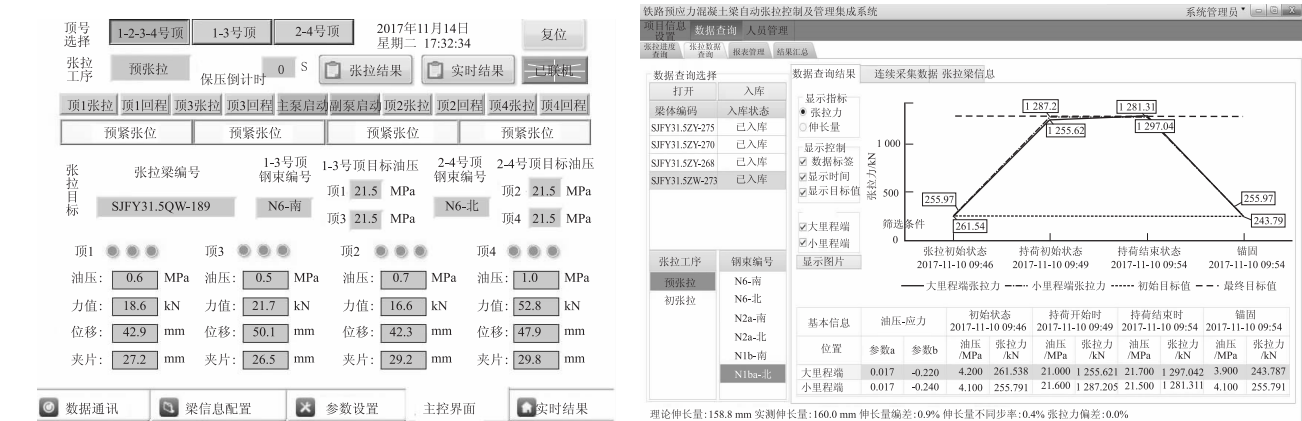 顶号
选择
1-2-3-4号顶
1-3号顶
2-4号顶
2017年11月14日
星期二 17:32:34
复位
张拉
工序
预张拉
保压倒计时
0
S
张拉结果
实时结果
已联机
顶1张拉
顶1回程
顶3张拉
顶3回程
主泵启动
副泵启动
顶2张拉
顶2回程
顶4张拉
顶4回程
预紧张位
预紧张位
预紧张位
预紧张位
张拉目标
张拉梁编号
SJFY31.5QW-189
1-3号顶
钢束编号
N6-南
1-3号顶目标油压
顶1 21.5 MPa
顶3 21.5 MPa
2-4号顶
钢束编号
N6-北
2-4号顶目标油压
顶2 21.5 MPa
顶4 21.5 MPa
顶1
顶3
顶2
顶4
油压: 0.6 MPa 油压: 0.5 MPa 油压: 0.7 MPa 油压: 1.0 MPa
力值: 18.6 kN 力值: 21.7 kN 力值: 16.6 kN 力值: 52.8 kN
位移: 42.9 mm 位移: 50.1 mm 位移: 42.3 mm 位移: 47.9 mm
夹片: 27.2 mm 夹片: 26.5 mm 夹片: 29.2 mm 夹片: 29.8 mm
数据通讯
梁信息配置
参数设置
主控界面
实时结果
铁路预应力混凝土梁自动张拉控制及管理集成系统
系统管理员
项目信息
设置
数据查询
人员管理
张拉进度
查询
张拉数据
查询
报表管理
结果汇总
数据查询选择
打开 入库
梁体编码 入库状态
SJFY31.5ZY-275 已入库
SJFY31.5ZY-270 已入库
SJFY31.5ZY-268 已入库
SJFY31.5ZW-273 已入库
张拉工序
预张拉
初张拉
钢束编号
N6-南
N6-北
N2a-南
N2a-北
N1b-南
N1ba-北
数据查询结果
连续采集数据
张拉梁信息
显示指标
张拉力
伸长量
显示控制
数据标签
显示时间
显示目标值
筛选条件
大里程端
小里程端
显示图片
张拉力/kN
1 000
500
0
255.97
261.54
1 287.2
1 255.62
1 281.31
1 297.04
255.97
243.79
张拉初始状态 持荷初始状态 持荷结束状态 锚固
2017-11-10 09:46 2017-11-10 09:49 2017-11-10 09:54 2017-11-10 09:54
大里程端张拉力 小里程端张拉力 初始目标值 最终目标值
基本信息 油压-应力 初始状态 持荷开始时 持荷结束时 锚固
2017-11-10 09:46 2017-11-10 09:49 2017-11-10 09:54 2017-11-10 09:54
位置 参数a 参数b 油压/MPa 张拉力/kN 油压/MPa 张拉力/kN 油压/MPa 张拉力/kN 油压/MPa 张拉力/kN
大里程端 0.017 -0.220 4.200 261.538 21.000 1 255.621 21.700 1 297.042 3.900 243.787
小里程端 0.017 -0.240 4.100 255.791 21.600 1 287.205 21.500 1 281.311 4.100 255.791
理论伸长量:158.8 mm 实测伸长量:160.0 mm 伸长量编差:0.9% 伸长量不同步率:0.4% 张拉力偏差:0.0%